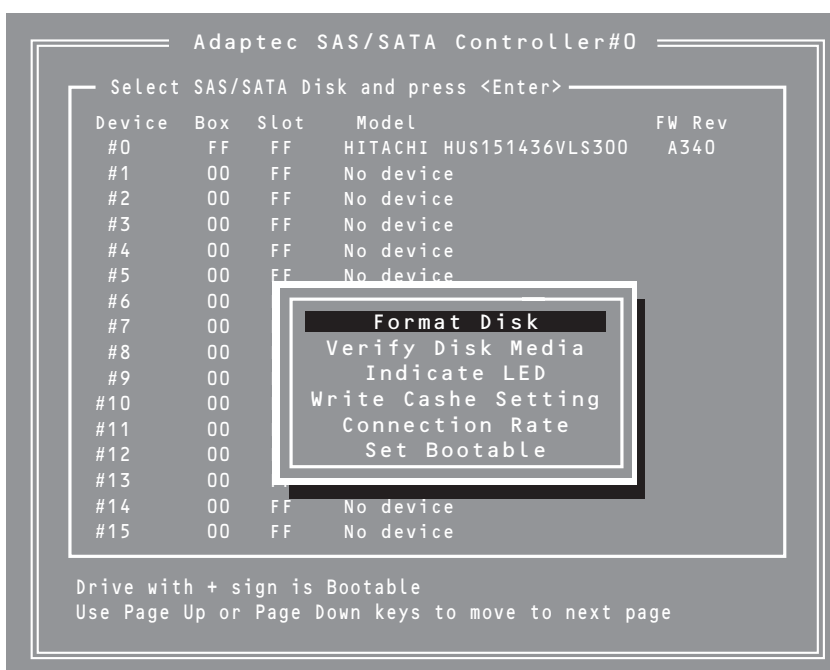 Adaptec SAS/SATA Controller#0
Select SAS/SATA Disk and press <Enter>
Device Box Slot Model FW Rev
#0 FF FF HITACHI HUS151436VLS300 A340
#1 00 FF No device
#2 00 FF No device
#3 00 FF No device
#4 00 FF No device
#5 00 FF No device
#6 00
#7 00
#8 00
#9 00
#10 00
#11 00
#12 00
#13 00
#14 00 FF No device
#15 00 FF No device
Format Disk
Verify Disk Media
Indicate LED
Write Cashe Setting
Connection Rate
Set Bootable
Drive with + sign is Bootable
Use Page Up or Page Down keys to move to next page